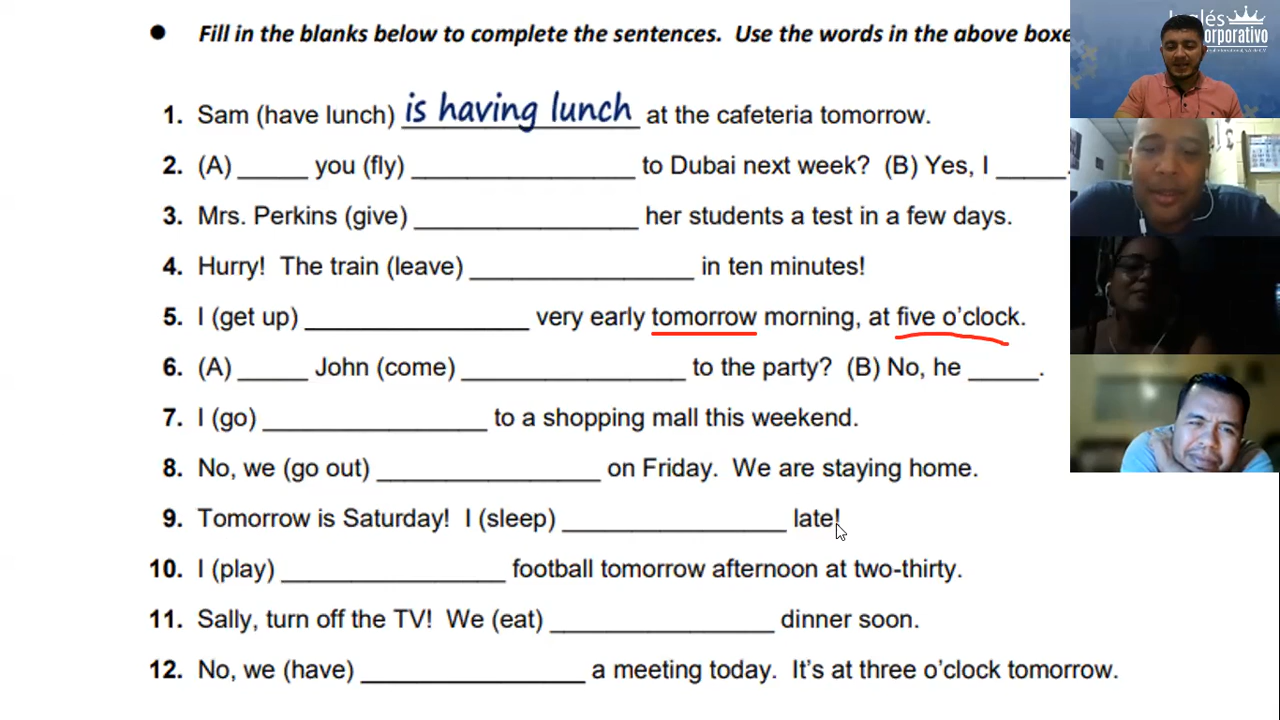 ● Fill in the blanks below to complete the sentences. Use the words in the above boxe
1. Sam (have lunch) is having lunch at the cafeteria tomorrow.
2. (A) _____ you (fly) ________________ to Dubai next week? (B) Yes, I _____.
3. Mrs. Perkins (give) ________________ her students a test in a few days.
4. Hurry! The train (leave) ________________ in ten minutes!
5. I (get up) ________________ very early tomorrow morning, at five o'clock.
6. (A) _____ John (come) ________________ to the party? (B) No, he _____.
7. I (go) ________________ to a shopping mall this weekend.
8. No, we (go out) ________________ on Friday. We are staying home.
9. Tomorrow is Saturday! I (sleep) ________________ late!
10. I (play) ________________ football tomorrow afternoon at two-thirty.
11. Sally, turn off the TV! We (eat) ________________ dinner soon.
12. No, we (have) ________________ a meeting today. It's at three o'clock tomorrow.